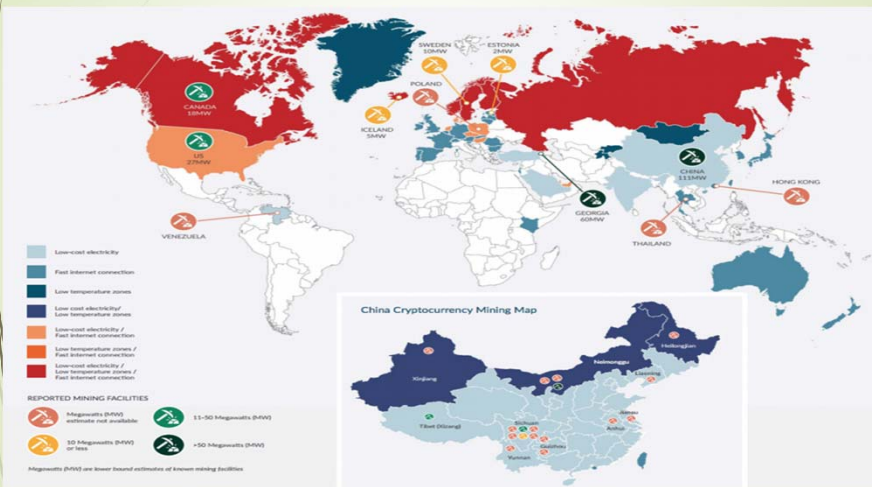 SWEDEN
10MW
ESTONIA
2MW
POLAND
CANADA
18MW
ICELAND
5MW
US
27MW
CHINA
111MW
HONG KONG
GEORGIA
60MW
THAILAND
VENEZUELA
Low-cost electricity
Fast internet connection
Low temperature zones
Low cost electricity/
Low temperature zones
Low-cost electricity /
Fast internet connection
Low temperature zones /
Fast internet connection
Low-cost electricity /
Low temperature zones /
Fast internet connection
REPORTED MINING FACILITIES
Megawatts (MW)
estimate not available
11-50 Megawatts (MW)
10 Megawatts (MW)
or less
>50 Megawatts (MW)
Megawatts (MW) are lower bound estimates of known mining facilities
China Cryptocurrency Mining Map
Heilongjian
Neimonggu
Xinjiang
Liaoning
Tibet (Xizang)
Sichuan
Guizhou
Yunnan